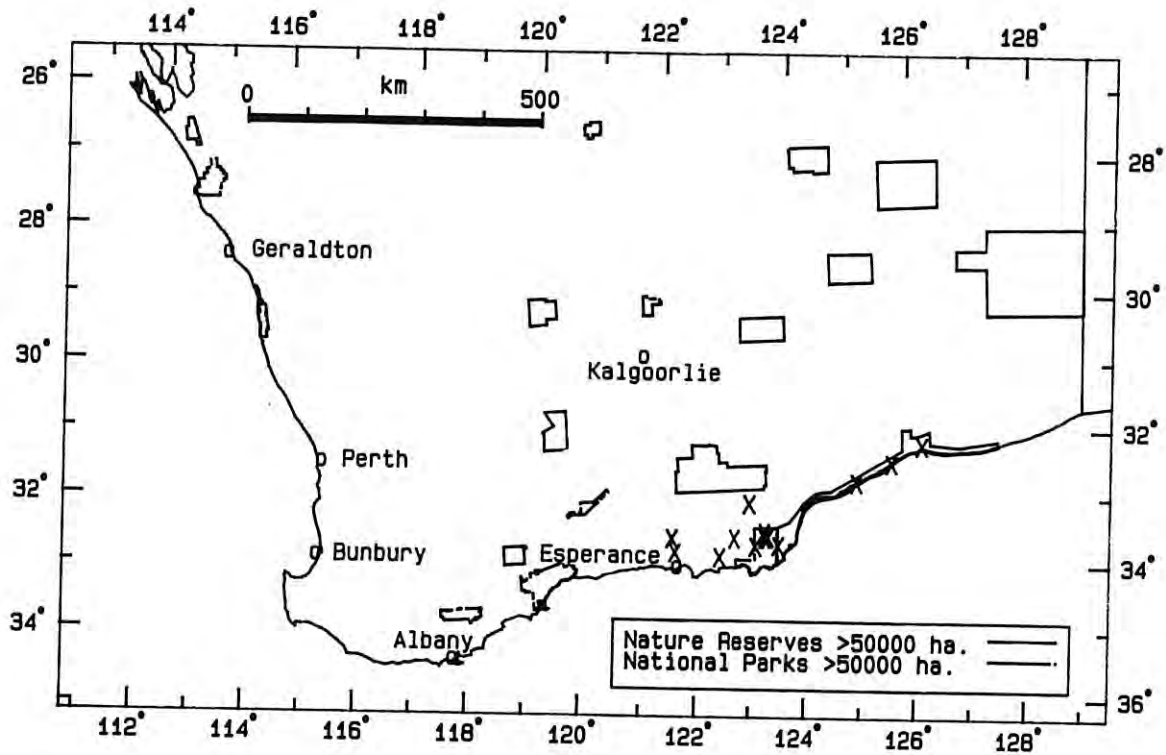 114° 116° 118° 120° 122° 124° 126° 128°
26°
km
0 500
28°
28°
Geraldton
30°
30°
Kalgoorlie
32°
Perth
32°
Bunbury
Esperance
34°
34°
Albany
Nature Reserves >50000 ha.
National Parks >50000 ha.
36°
112° 114° 116° 118° 120° 122° 124° 126° 128°